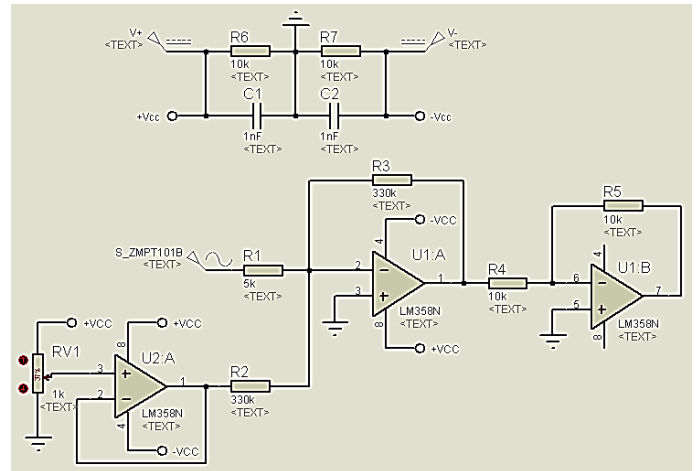 V+
<TEXT>
R6
10k
<TEXT>
R7
10k
<TEXT>
V-
<TEXT>
C1
1nF
<TEXT>
C2
1nF
<TEXT>
+Vcc
-Vcc
R3
330k
<TEXT>
-VCC
S_ZMPT101B
<TEXT>
R1
5k
<TEXT>
U1:A
4
2
3
1
8
LM358N
<TEXT>
+VCC
R4
10k
<TEXT>
R5
10k
<TEXT>
U1:B
4
6
5
7
8
LM358N
<TEXT>
+VCC
+VCC
RV1
1k
<TEXT>
U2:A
8
3
2
1
4
LM358N
<TEXT>
-VCC
R2
330k
<TEXT>